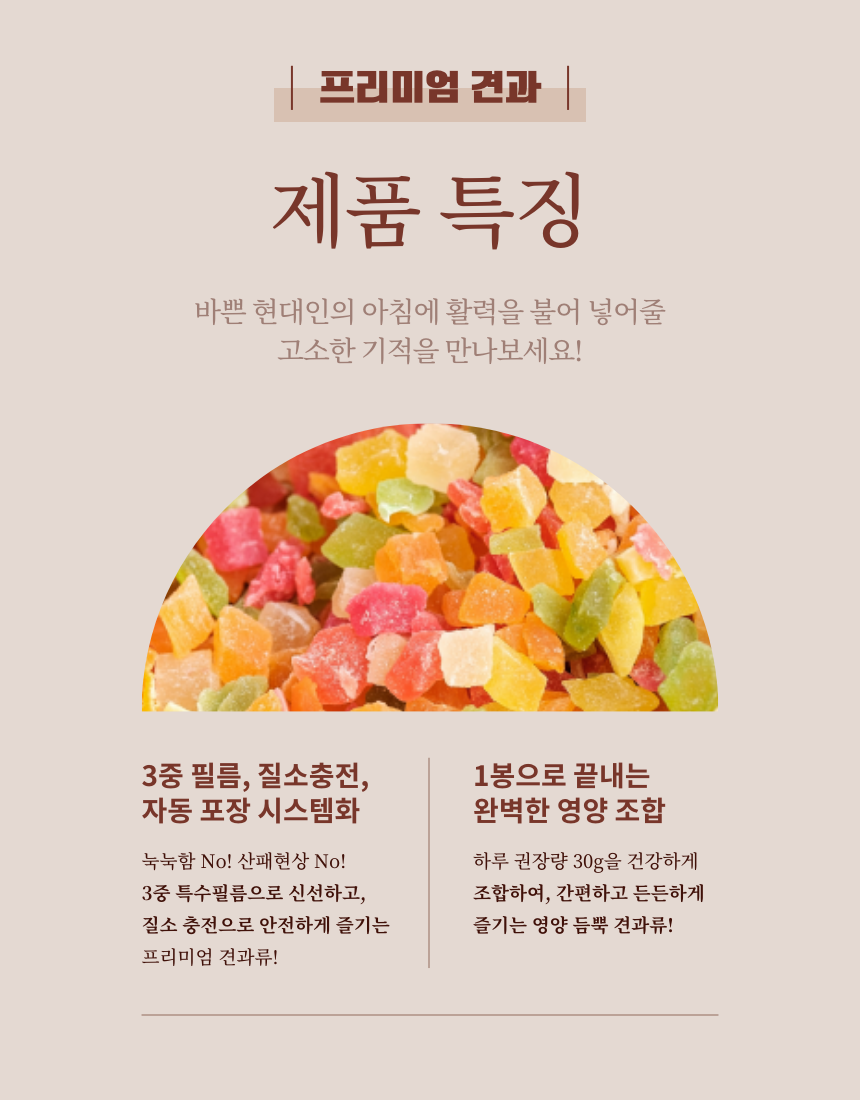 프리미엄 견과
제품 특징
바쁜 현대인의 아침에 활력을 불어 넣어줄
고소한 기적을 만나보세요!
3중 필름, 질소충전,
자동 포장 시스템화
눅눅함 No! 산패현상 No!
3중 특수필름으로 신선하고,
질소 충전으로 안전하게 즐기는
프리미엄 견과류!
1봉으로 끝내는
완벽한 영양 조합
하루 권장량 30g을 건강하게
조합하여, 간편하고 든든하게
즐기는 영양 듬뿍 견과류!